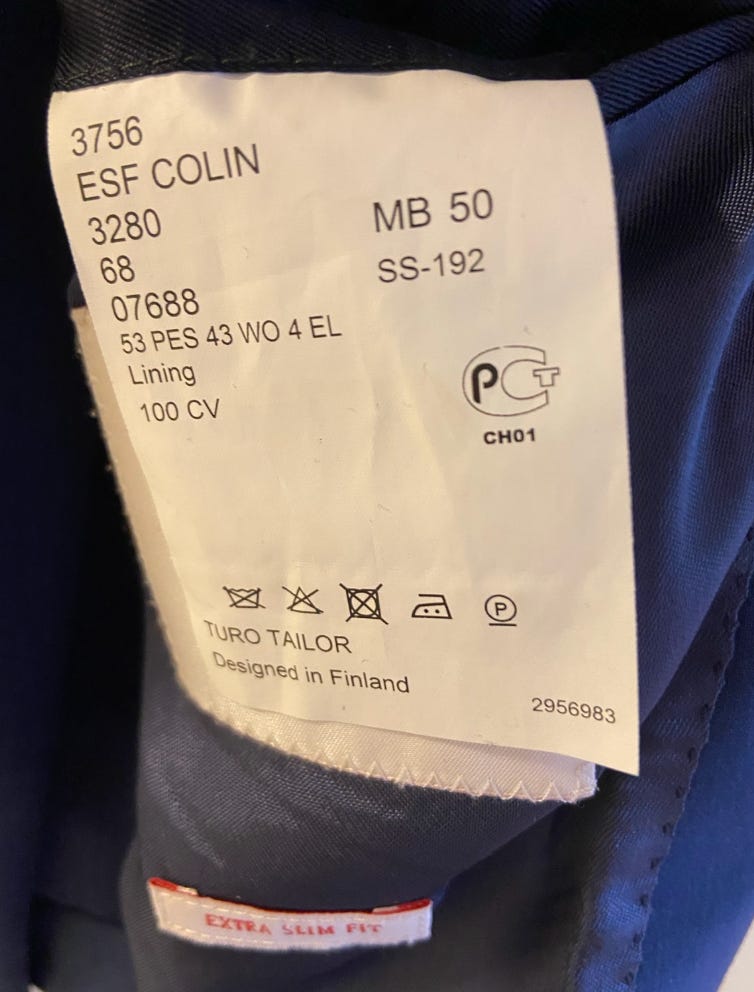 3756
ESF COLIN
3280
68
07688
53 PES 43 WO 4 EL
Lining
100 CV
MB 50
SS-192
PCT
CH01
P
TURO TAILOR
Designed in Finland
2956983
EXTRA SLIM FIT